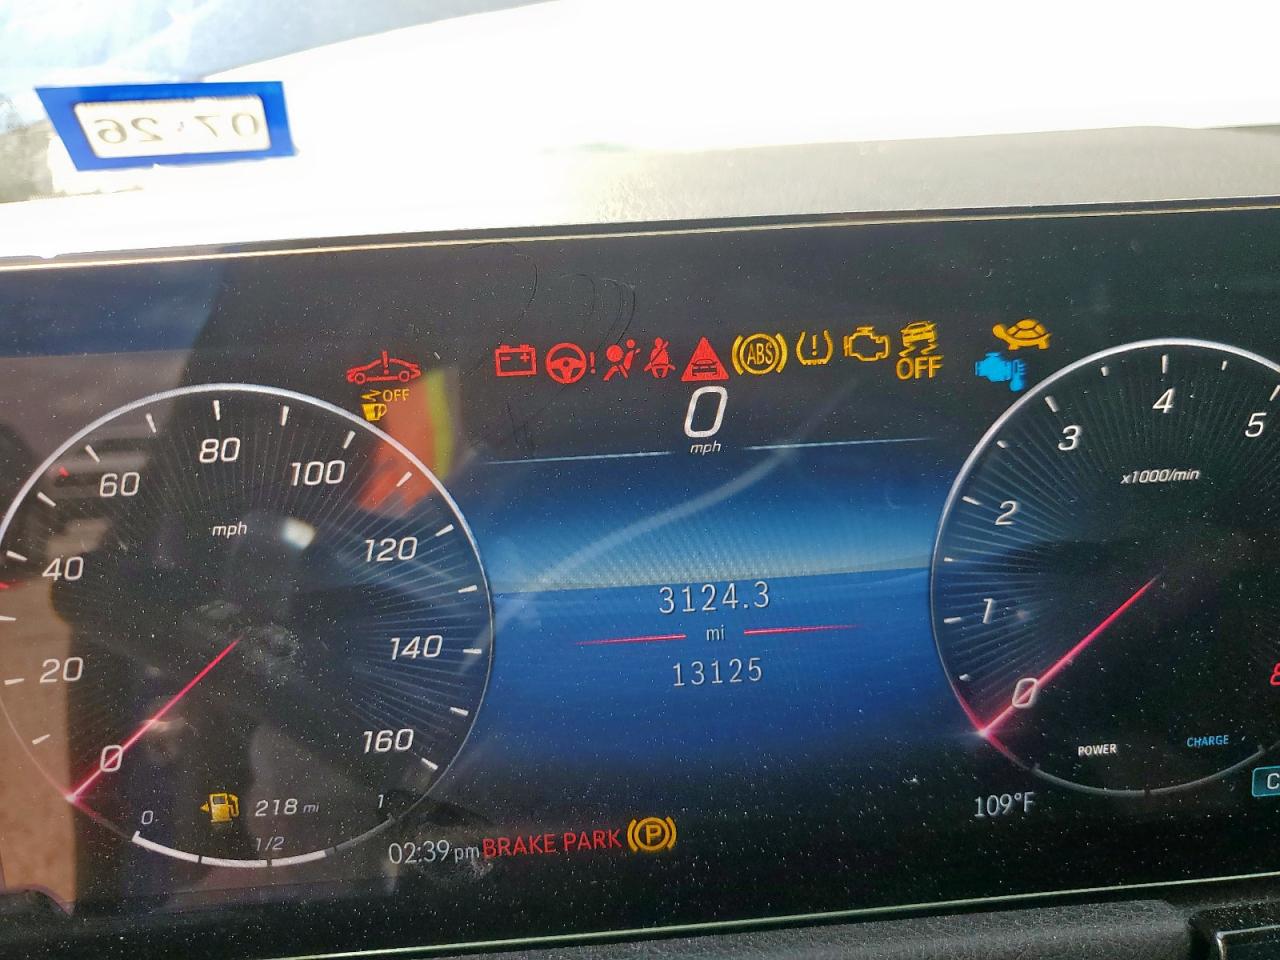 07 26
OFF
ABS
OFF
0
mph
0
20
40
60
80
100
120
140
160
mph
0
1
2
3
4
5
x1000/min
3124.3
mi
13125
0
218 mi
1
1/2
02:39pm BRAKE PARK P
109°F
POWER
CHARGE
C